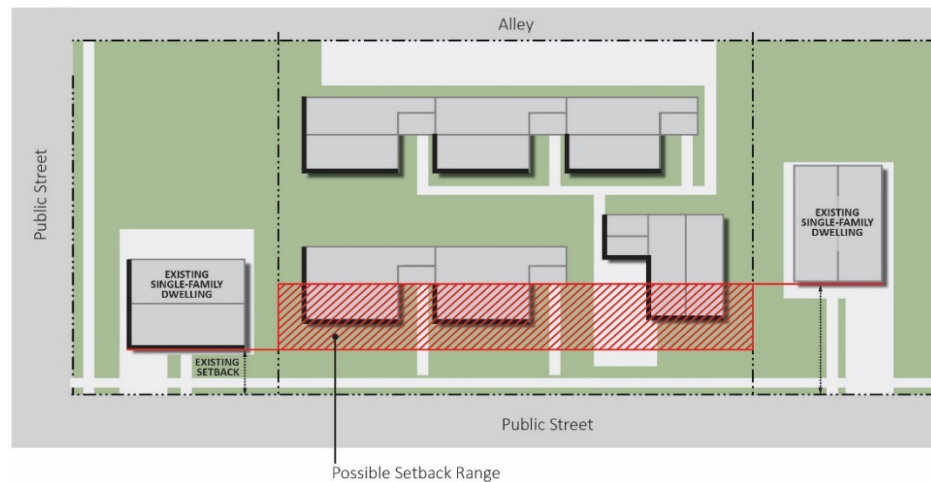 Alley
Public Street
EXISTING
SINGLE-FAMILY
DWELLING
EXISTING
SINGLE-FAMILY
DWELLING
EXISTING
SETBACK
Public Street
Possible Setback Range